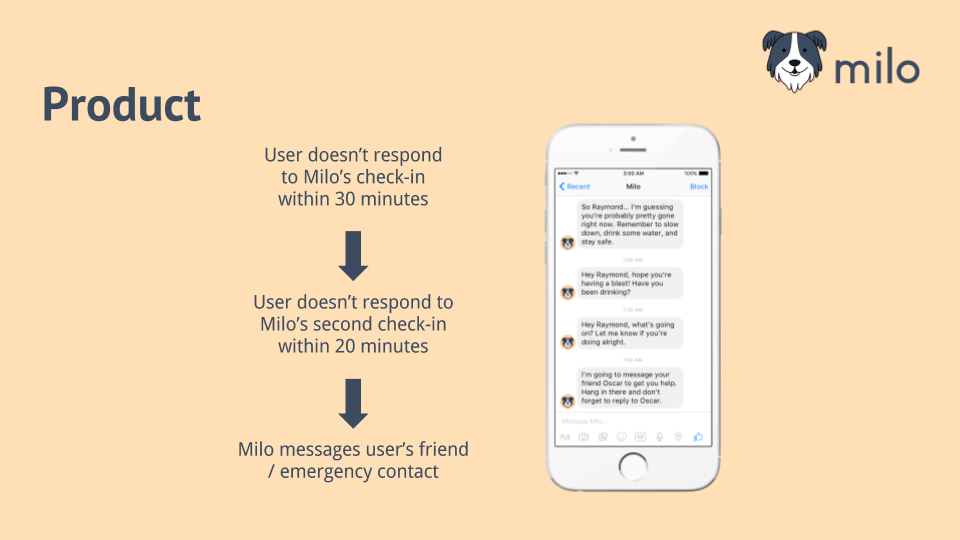 milo
Product
User doesn't respond
to Milo's check-in
within 30 minutes
User doesn't respond to
Milo's second check-in
within 20 minutes
Milo messages user's friend
/ emergency contact
3:00 AM
100%
Recent
Milo
Block
So Raymond... I'm guessing
you're probably pretty gone
right now. Remember to slow
down, drink some water, and
stay safe.
1:00 AM
Hey Raymond, hope you're
having a blast! Have you
been drinking?
1:30 AM
Hey Raymond, what's going
on? Let me know if you're
doing alright.
1:50 AM
I'm going to message your
friend Oscar to get you help.
Hang in there and don't
forget to reply to Oscar.
Message Milo...
Aa